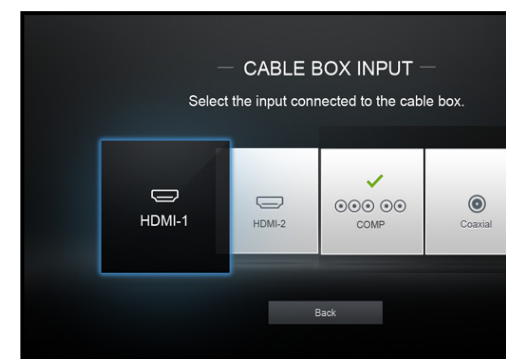 CABLE BOX INPUT
Select the input connected to the cable box.
HDMI-1
HDMI-2
COMP
Coaxial
Back